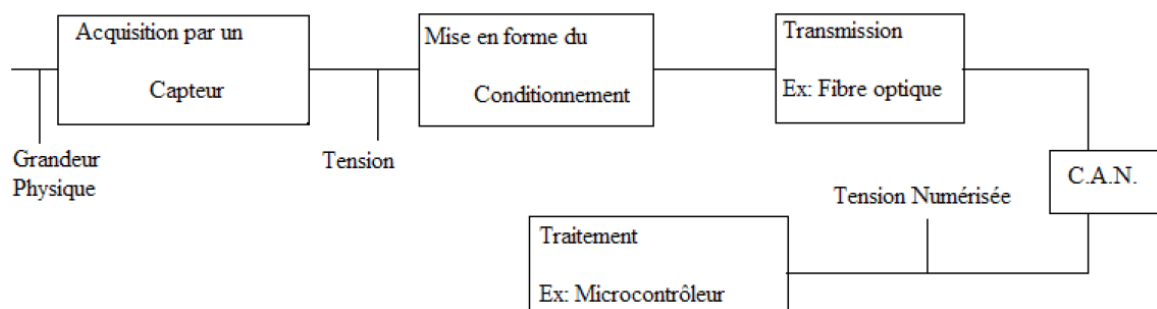 Acquisition par un
Capteur
Mise en forme du
Conditionnement
Transmission
Ex: Fibre optique
Grandeur
Physique
Tension
C.A.N.
Tension Numérisée
Traitement
Ex: Microcontrôleur